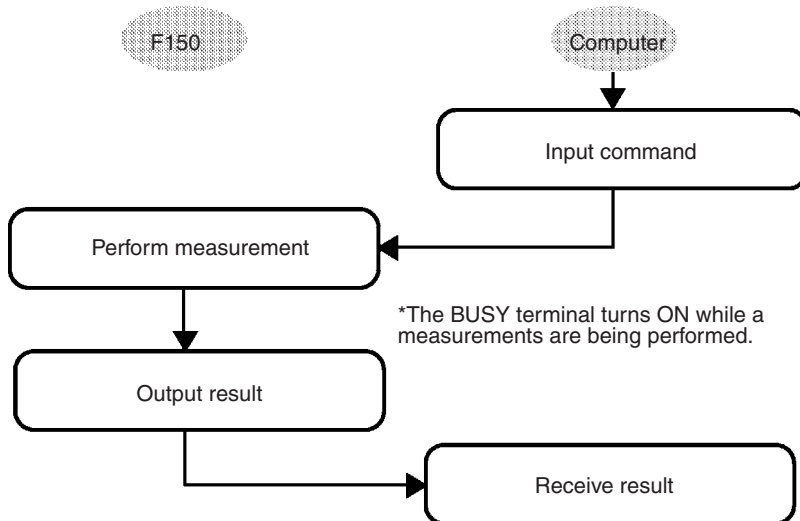 F150
Computer
Input command
Perform measurement
*The BUSY terminal turns ON while a
measurements are being performed.
Output result
Receive result